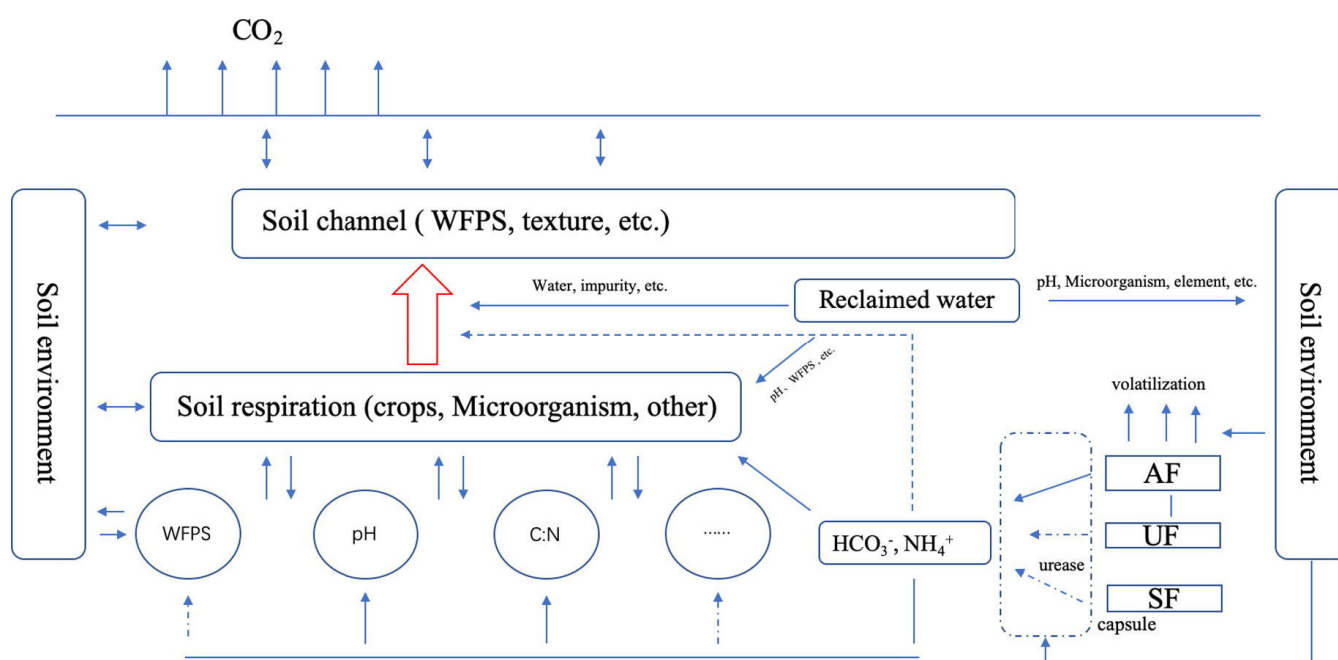 CO₂
Soil channel ( WFPS, texture, etc.)
Water, impurity, etc.
Reclaimed water
pH, Microorganism, element, etc.
Soil environment
Soil environment
pH、WFPS , etc.
volatilization
Soil respiration (crops, Microorganism, other)
AF
WFPS
pH
C:N
······
HCO₃⁻, NH₄⁺
UF
urease
SF
capsule